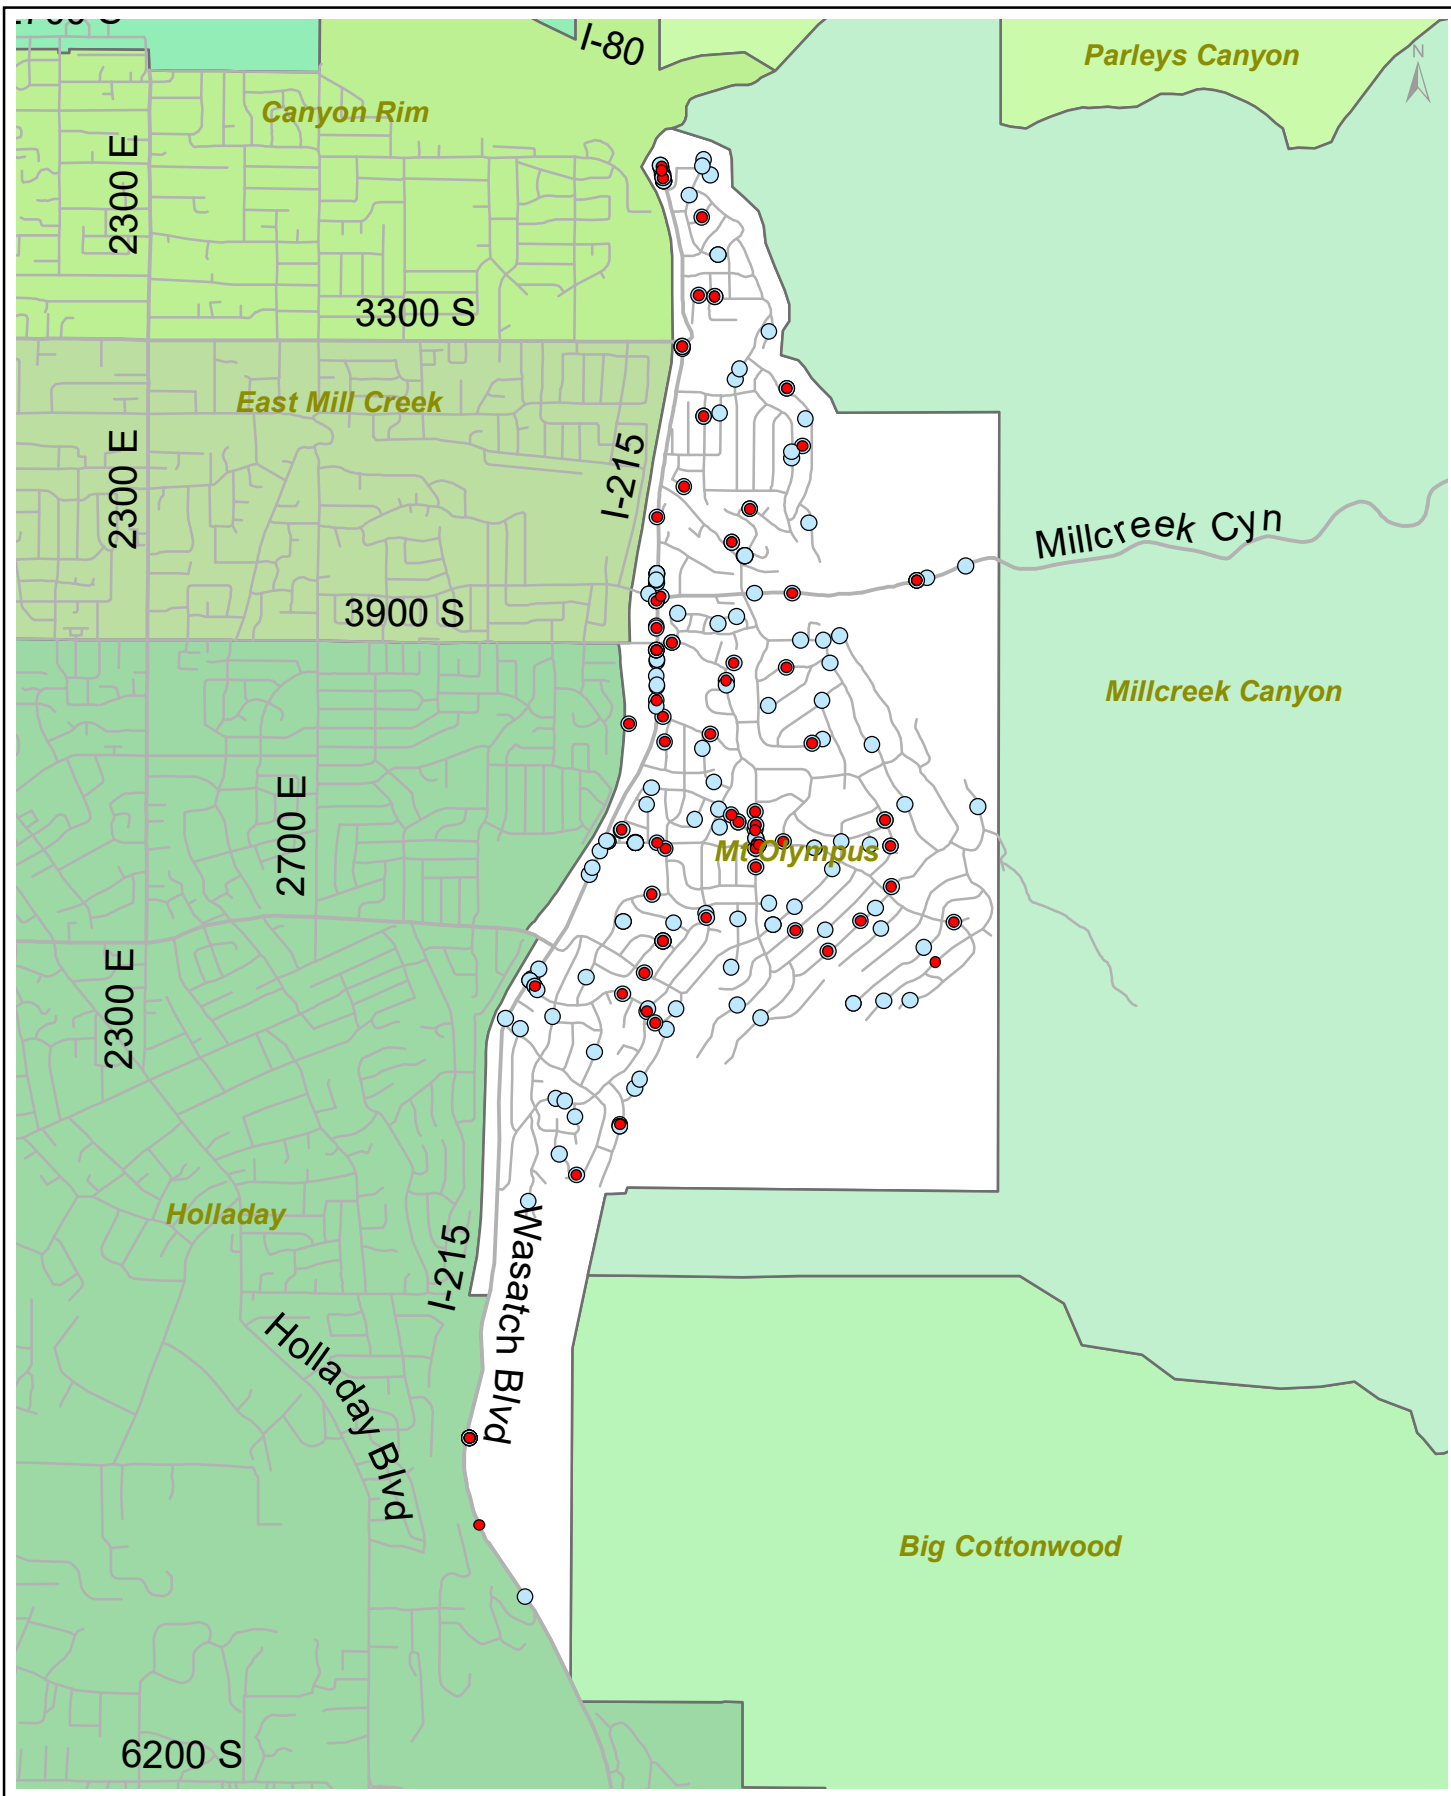 I-80
Parleys Canyon
N
Canyon Rim
2300 E
3300 S
East Mill Creek
I-215
2300 E
Millcreek Cyn
3900 S
Millcreek Canyon
2700 E
Mt Olympus
2300 E
Holladay
I-215
Wasatch Blvd
Holladay Blvd
Big Cottonwood
6200 S